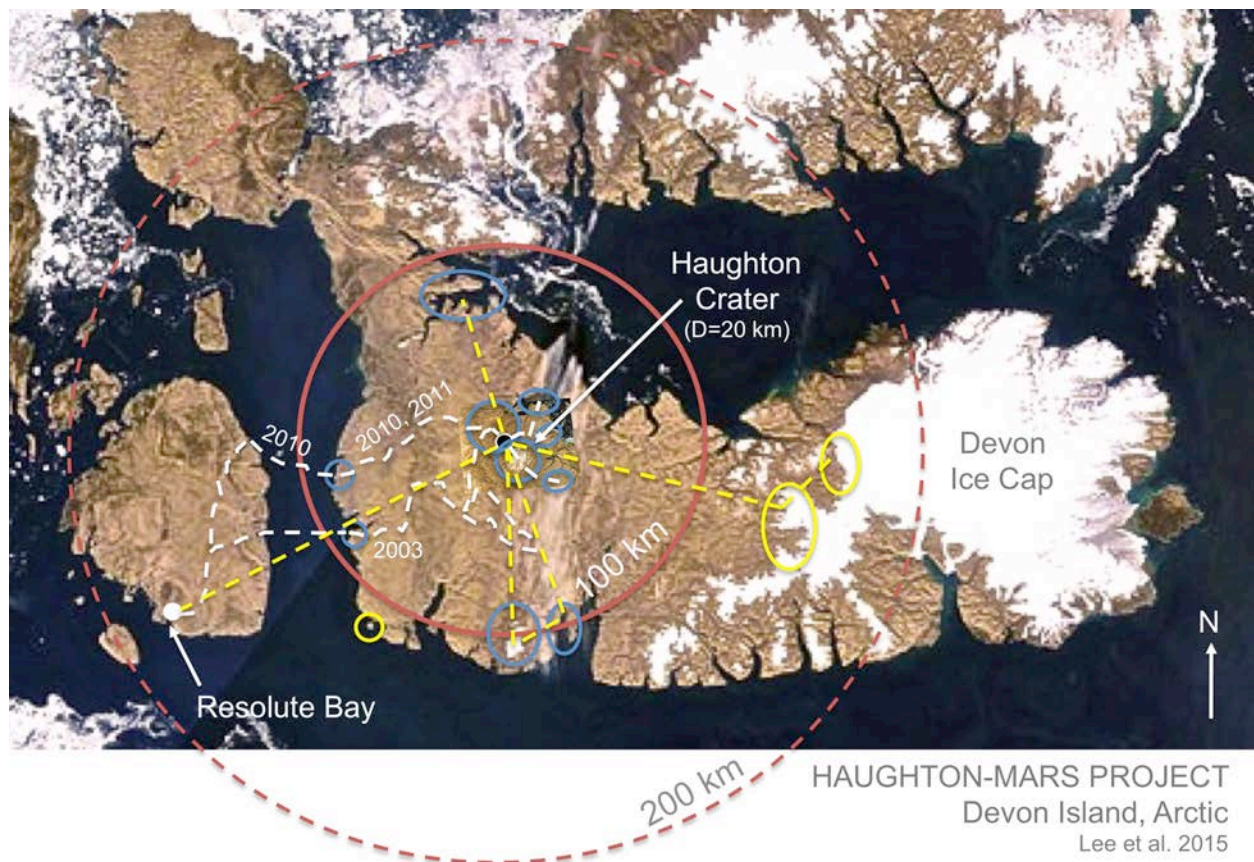 Haughton
Crater
(D=20 km)
2010
2010, 2011
2003
100 km
Devon
Ice Cap
N
Resolute Bay
200 km
HAUGHTON-MARS PROJECT
Devon Island, Arctic
Lee et al. 2015